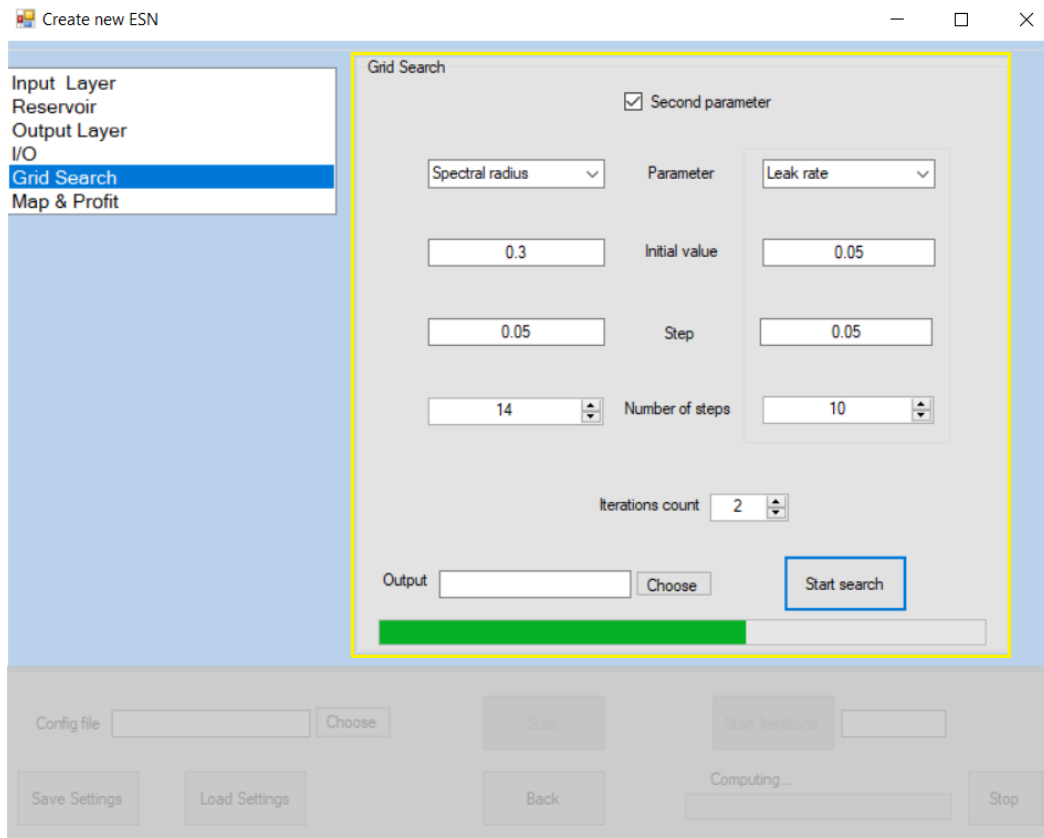 Create new ESN
Input Layer
Reservoir
Output Layer
I/O
Grid Search
Map & Profit
Grid Search
Second parameter
Spectral radius Parameter Leak rate
0.3 Initial value 0.05
0.05 Step 0.05
14 Number of steps 10
Iterations count 2
Output Choose Start search
Config file Choose Start Start Iterations
Computing...
Save Settings Load Settings Back Stop